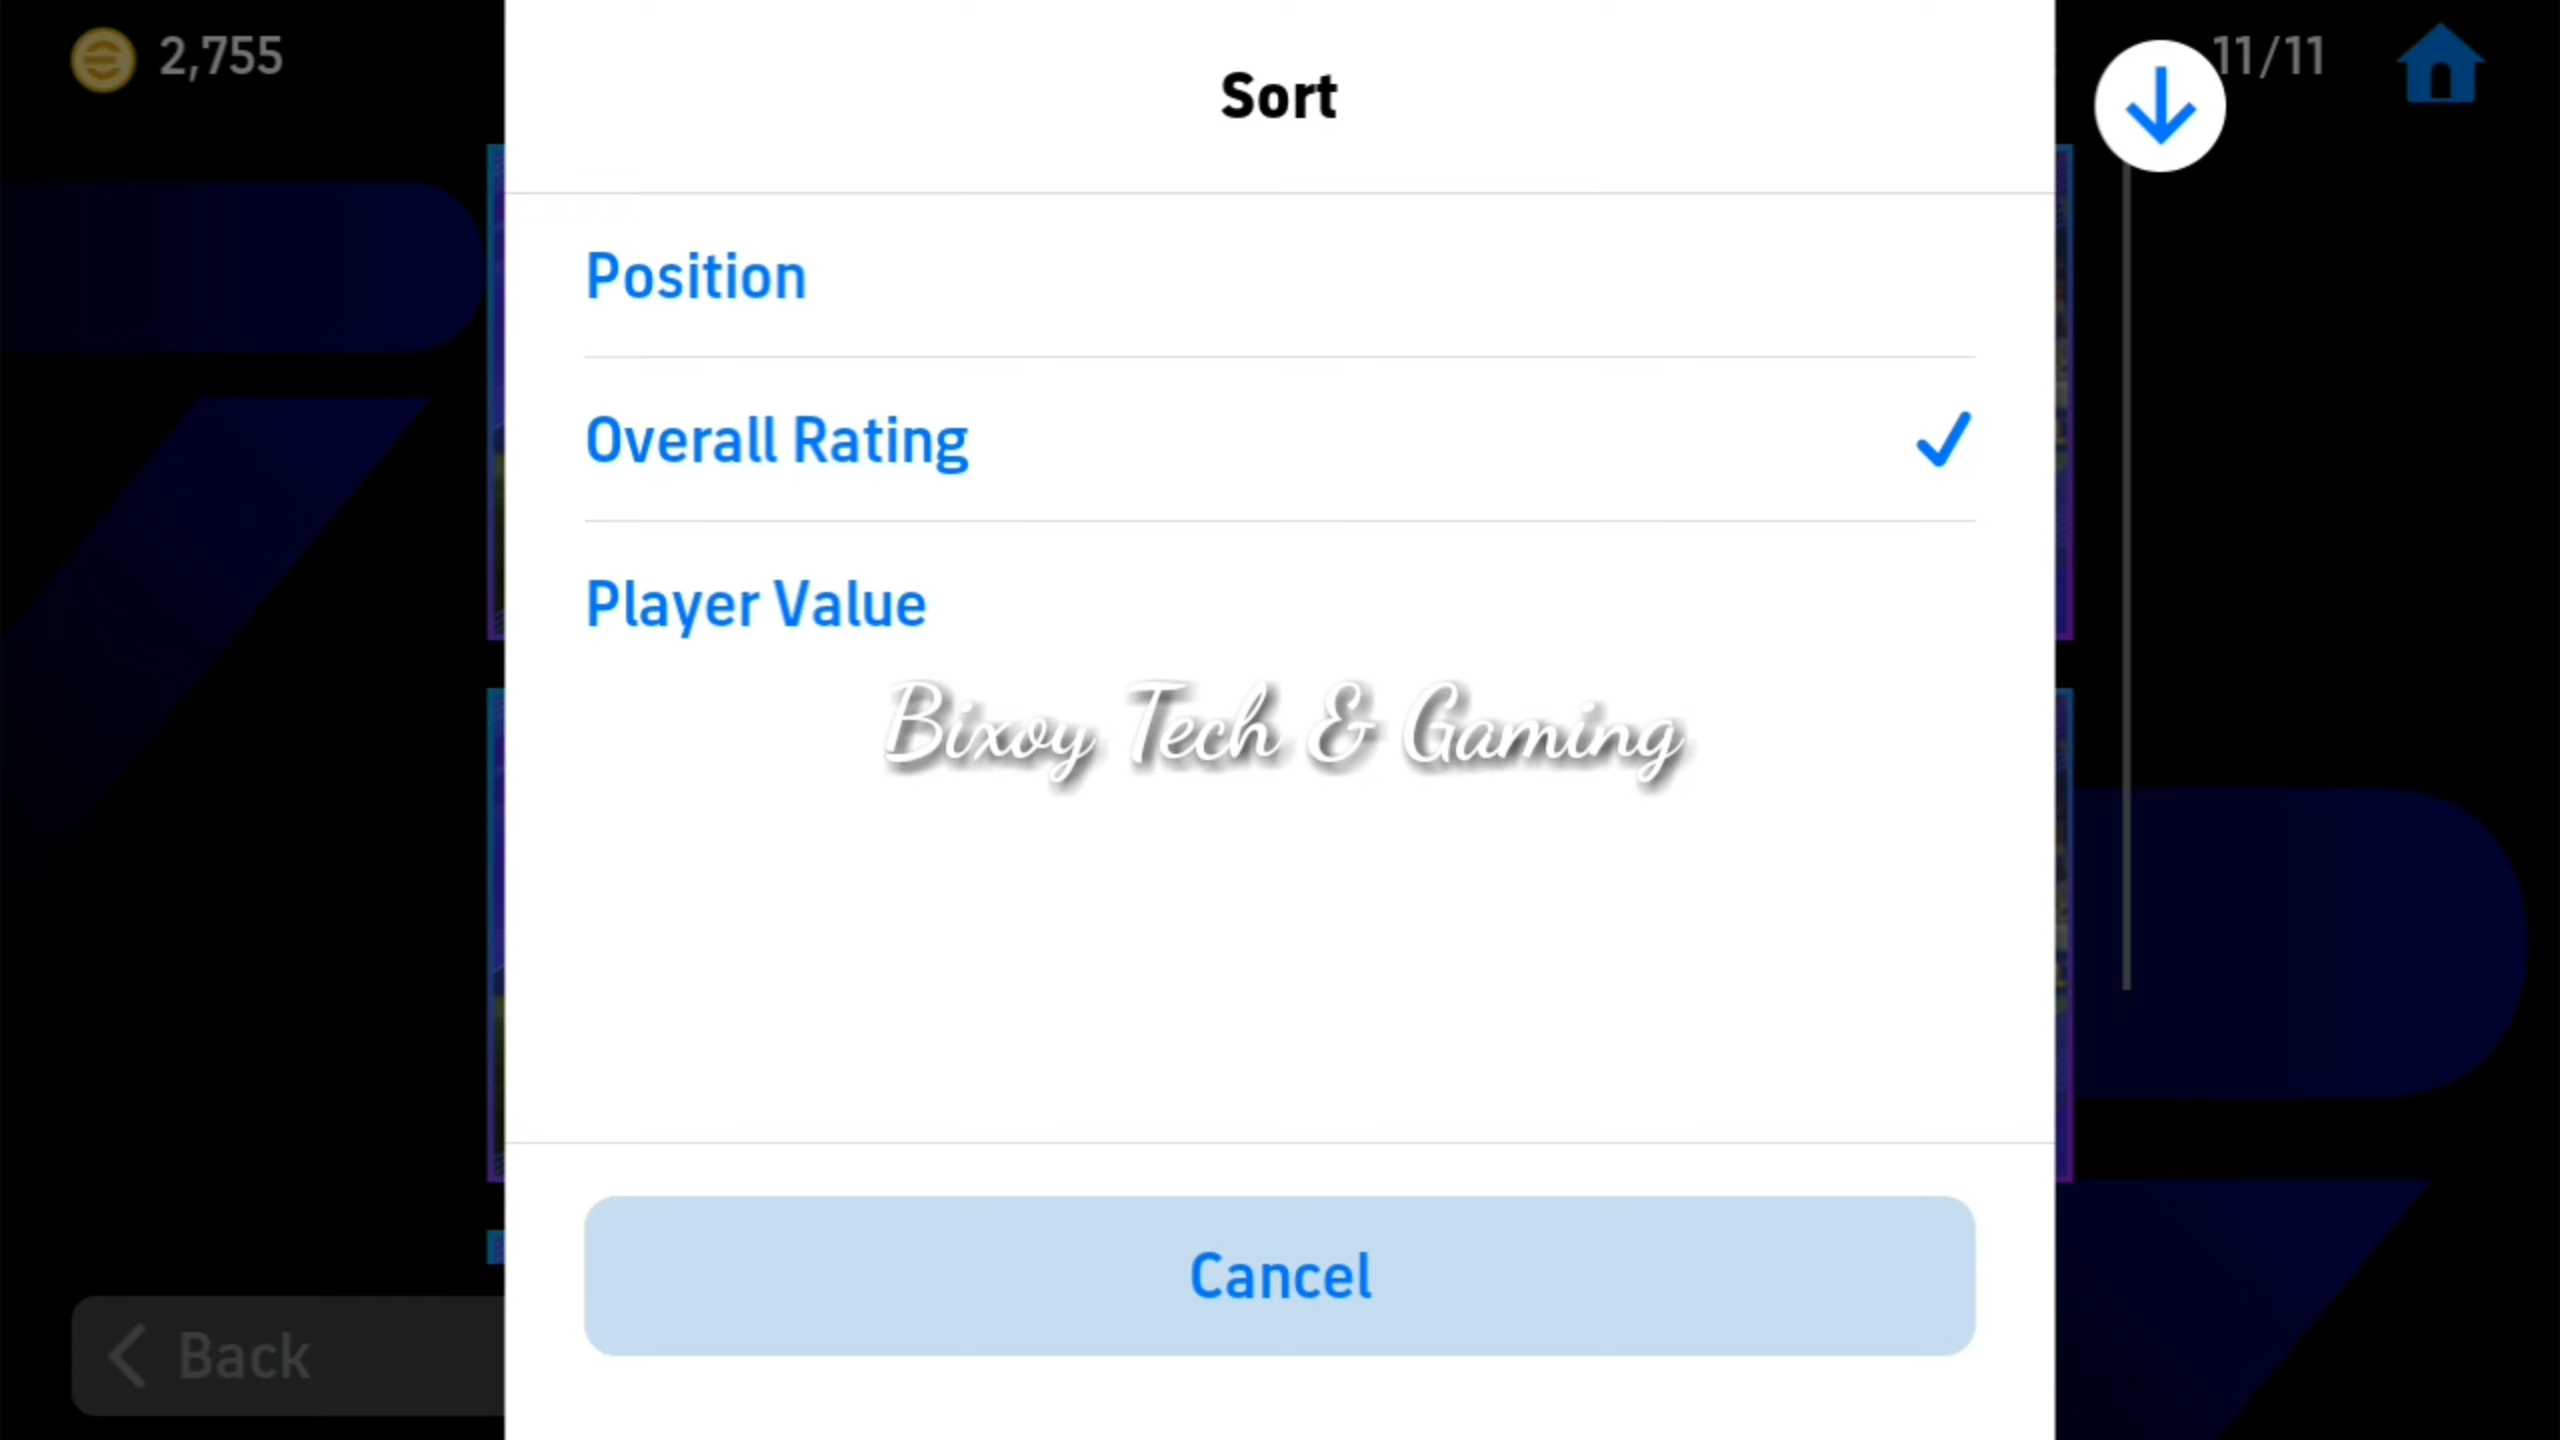 2,755
Sort
11/11
Position
Overall Rating
Player Value
Bixoy Tech & Gaming
Cancel
Back